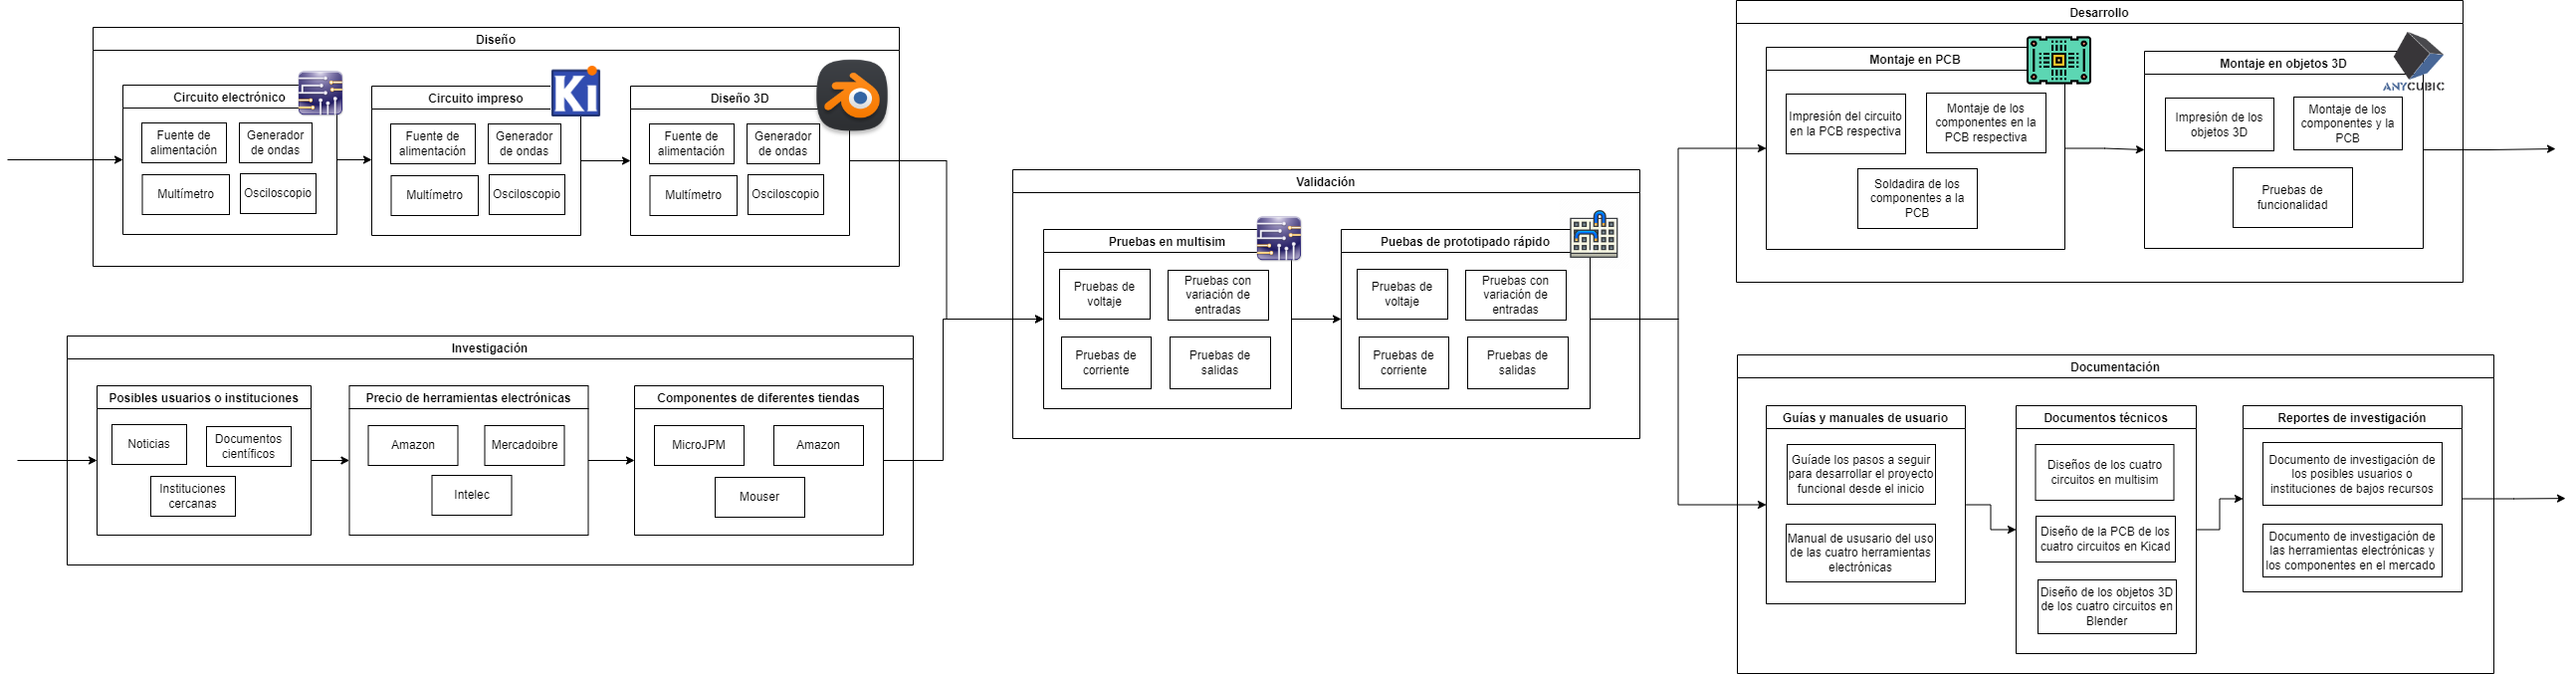 Diseño
Circuito electrónico
Fuente de
alimentación
Generador
de ondas
Multímetro
Osciloscopio
Circuito impreso
Ki
Fuente de
alimentación
Generador
de ondas
Multímetro
Osciloscopio
Diseño 3D
Fuente de
alimentación
Generador
de ondas
Multímetro
Osciloscopio
Investigación
Posibles usuarios o instituciones
Noticias
Documentos
científicos
Instituciones
cercanas
Precio de herramientas electrónicas
Amazon
Mercadoibre
Intelec
Componentes de diferentes tiendas
MicroJPM
Amazon
Mouser
Validación
Pruebas en multisim
Pruebas de
voltaje
Pruebas con
variación de
entradas
Pruebas de
corriente
Pruebas de
salidas
Puebas de prototipado rápido
Pruebas de
voltaje
Pruebas con
variación de
entradas
Pruebas de
corriente
Pruebas de
salidas
Desarrollo
Montaje en PCB
Impresión del circuito
en la PCB respectiva
Montaje de los
componentes en la
PCB respectiva
Soldadira de los
componentes a la
PCB
Montaje en objetos 3D
ANYCUBIC
Impresión de los
objetos 3D
Montaje de los
componentes y la
PCB
Pruebas de
funcionalidad
Documentación
Guías y manuales de usuario
Guíade los pasos a seguir
para desarrollar el proyecto
funcional desde el inicio
Manual de ususario del uso
de las cuatro herramientas
electrónicas
Documentos técnicos
Diseños de los cuatro
circuitos en multisim
Diseño de la PCB de los
cuatro circuitos en Kicad
Diseño de los objetos 3D
de los cuatro circuitos en
Blender
Reportes de investigación
Documento de investigación de
los posibles usuarios o
instituciones de bajos recursos
Documento de investigación de
las herramientas electrónicas y
los componentes en el mercado